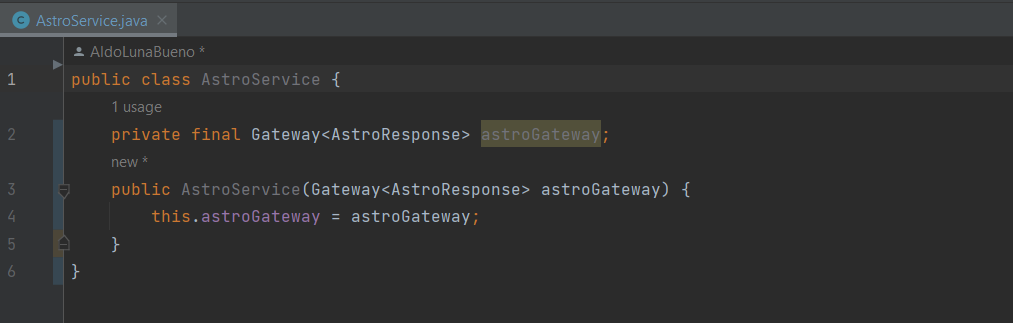 AstroService.java
AldoLunaBueno *
1 public class AstroService {
1 usage
2 private final Gateway<AstroResponse> astroGateway;
new *
3 public AstroService(Gateway<AstroResponse> astroGateway) {
4 this.astroGateway = astroGateway;
5 }
6 }